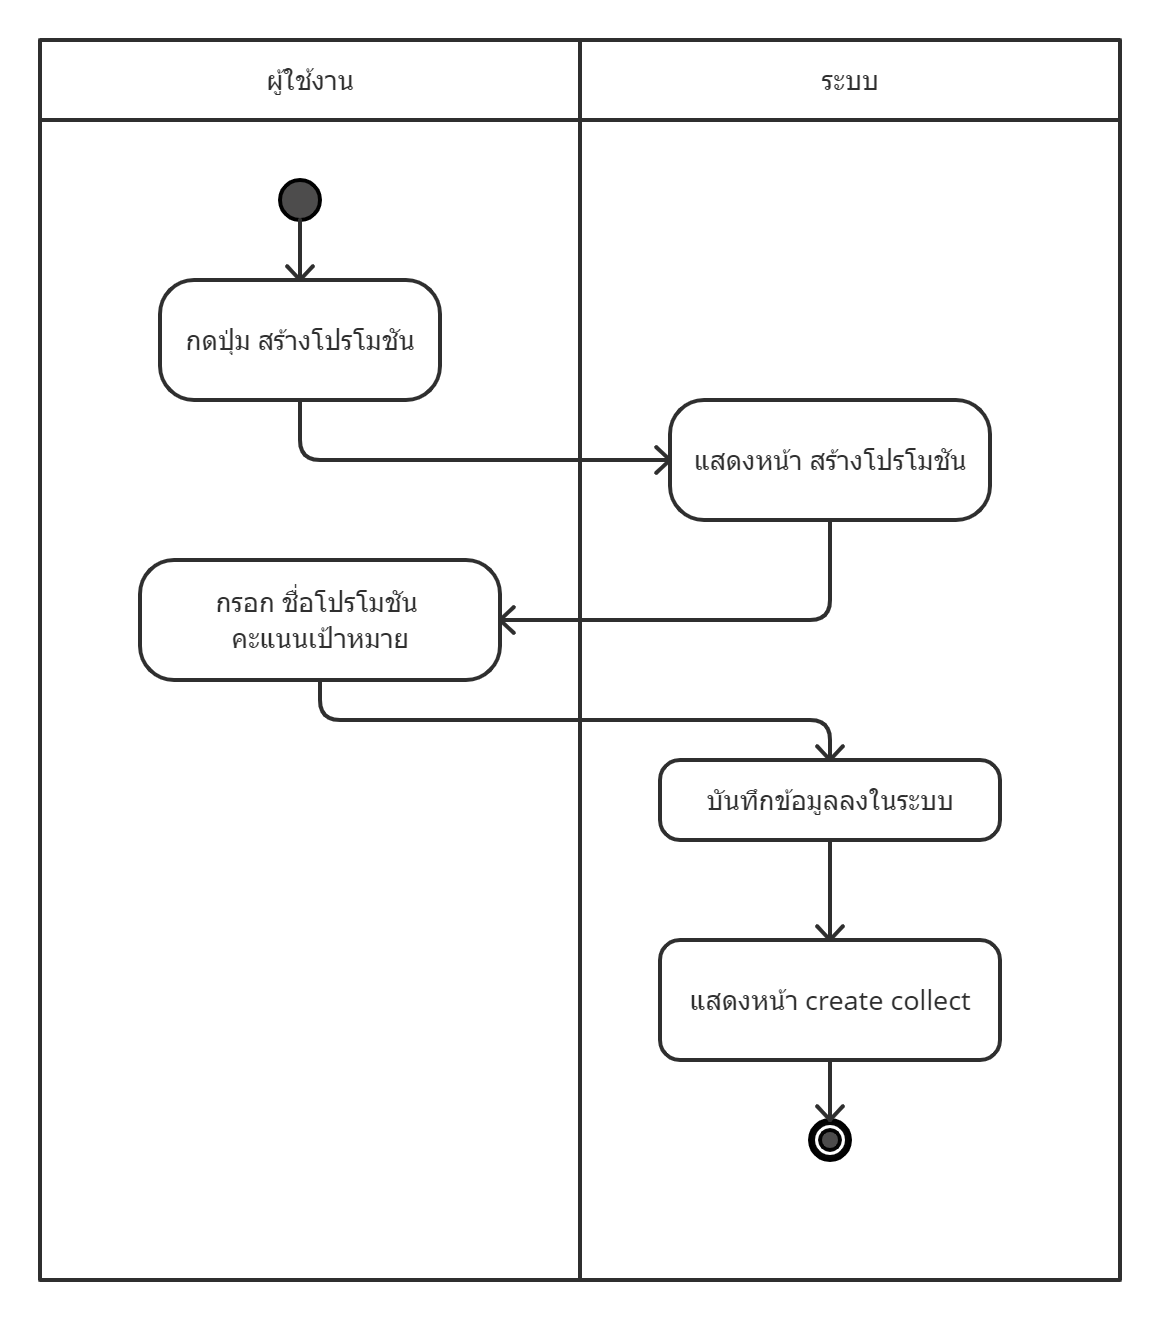 ผู้ใช้งาน
ระบบ
กดปุ่ม สร้างโปรโมชัน
แสดงหน้า สร้างโปรโมชัน
กรอก ชื่อโปรโมชัน
คะแนนเป้าหมาย
บันทึกข้อมูลลงในระบบ
แสดงหน้า create collect